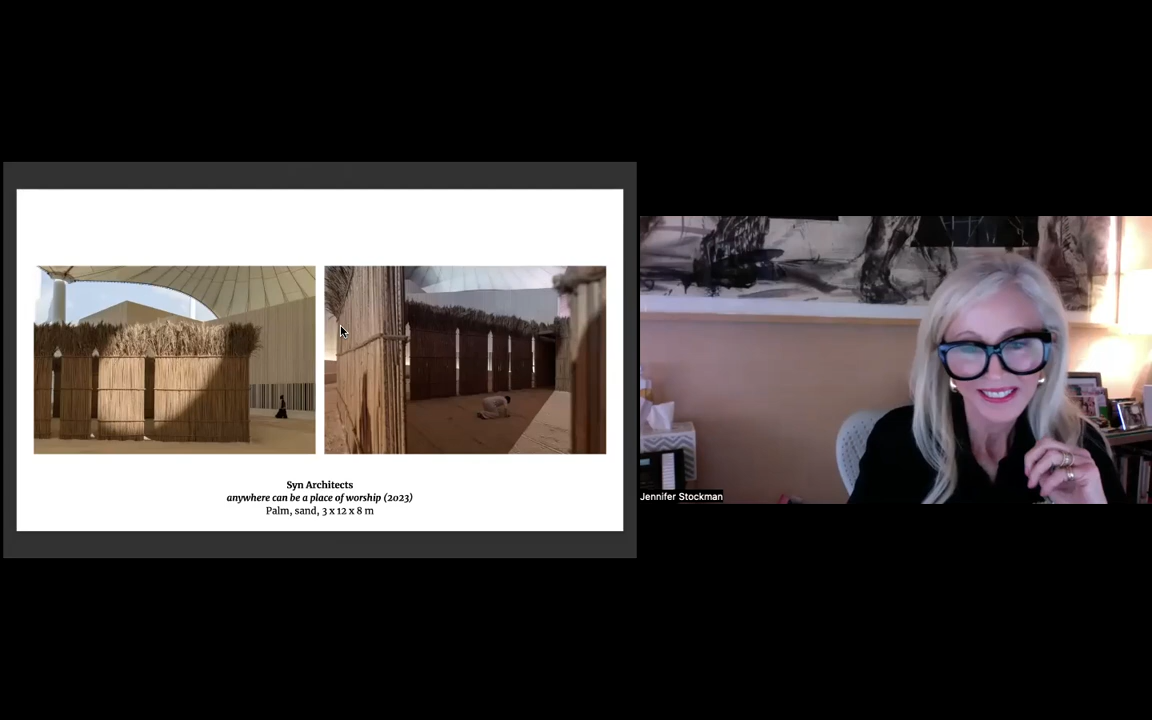 Syn Architects
anywhere can be a place of worship (2023)
Palm, sand, 3 x 12 x 8 m
Jennifer Stockman